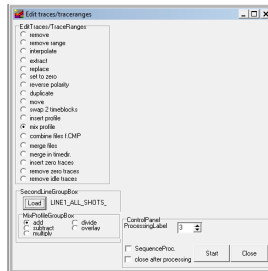 Edit traces/traceranges
EditTraces/TraceRanges
remove
remove range
interpolate
extract
replace
set to zero
reverse polarity
duplicate
move
swap 2 timeblocks
insert profile
mix profile
combine files f.CMP
merge files
merge in timedir.
insert zero traces
remove zero traces
remove idle traces
SecondLineGroupBox
Load LINE1_ALL_SHOTS_
MixProfileGroupBox
add divide
subtract overlay
multiply
ControlPanel
ProcessingLabel 3
SequenceProc.
close after processing
Start Close